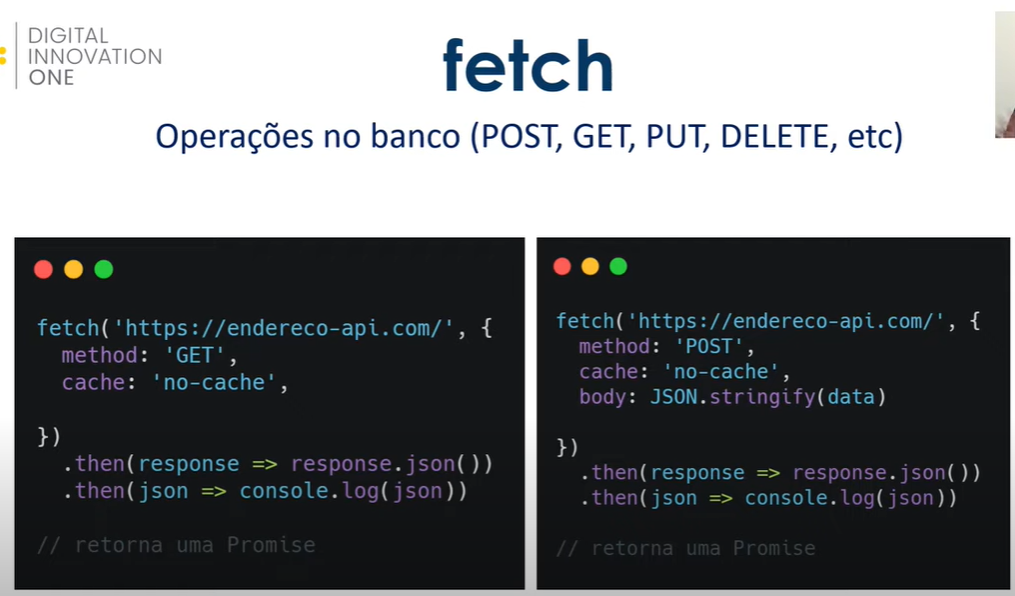 DIGITAL
INNOVATION
ONE
fetch
Operações no banco (POST, GET, PUT, DELETE, etc)
fetch('https://endereco-api.com/', {
  method: 'GET',
  cache: 'no-cache',
})
  .then(response => response.json())
  .then(json => console.log(json))
// retorna uma Promise
fetch('https://endereco-api.com/', {
  method: 'POST',
  cache: 'no-cache',
  body: JSON.stringify(data)
})
  .then(response => response.json())
  .then(json => console.log(json))
// retorna uma Promise